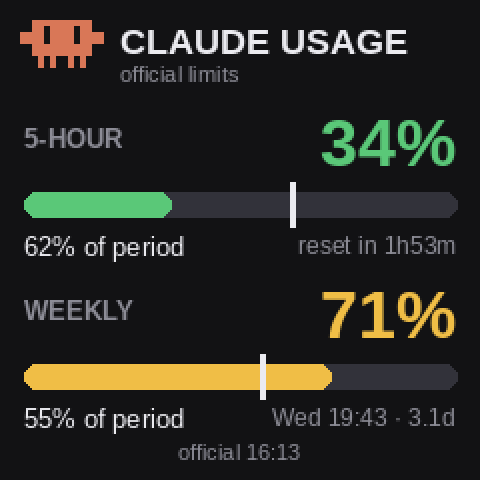 CLAUDE USAGE
official limits
5-HOUR 34%
62% of period reset in 1h53m
WEEKLY 71%
55% of period Wed 19:43 · 3.1d
official 16:13